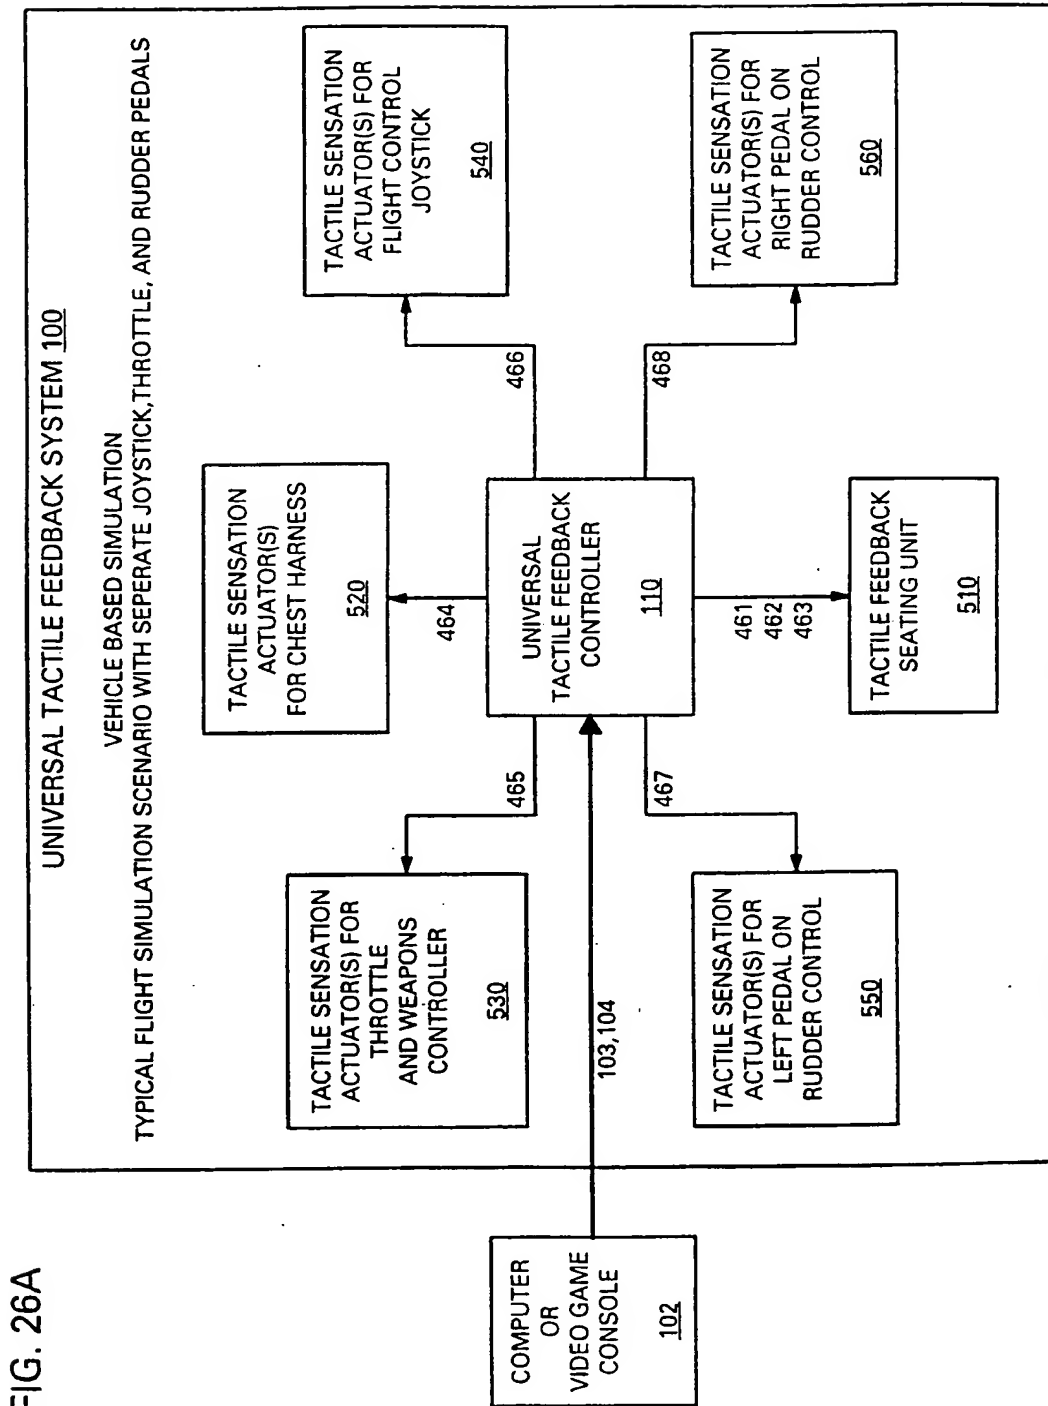 FIG. 26A
UNIVERSAL TACTILE FEEDBACK SYSTEM 100
VEHICLE BASED SIMULATION
TYPICAL FLIGHT SIMULATION SCENARIO WITH SEPERATE JOYSTICK,THROTTLE, AND RUDDER PEDALS
TACTILE SENSATION
ACTUATOR(S) FOR
THROTTLE
AND WEAPONS
CONTROLLER
530
TACTILE SENSATION
ACTUATOR(S)
FOR CHEST HARNESS
520
TACTILE SENSATION
ACTUATOR(S) FOR
FLIGHT CONTROL
JOYSTICK
540
465
464
466
COMPUTER
OR
VIDEO GAME
CONSOLE
102
103,104
UNIVERSAL
TACTILE FEEDBACK
CONTROLLER
110
467
461
462
463
468
TACTILE SENSATION
ACTUATOR(S) FOR
LEFT PEDAL ON
RUDDER CONTROL
550
TACTILE FEEDBACK
SEATING UNIT
510
TACTILE SENSATION
ACTUATOR(S) FOR
RIGHT PEDAL ON
RUDDER CONTROL
560